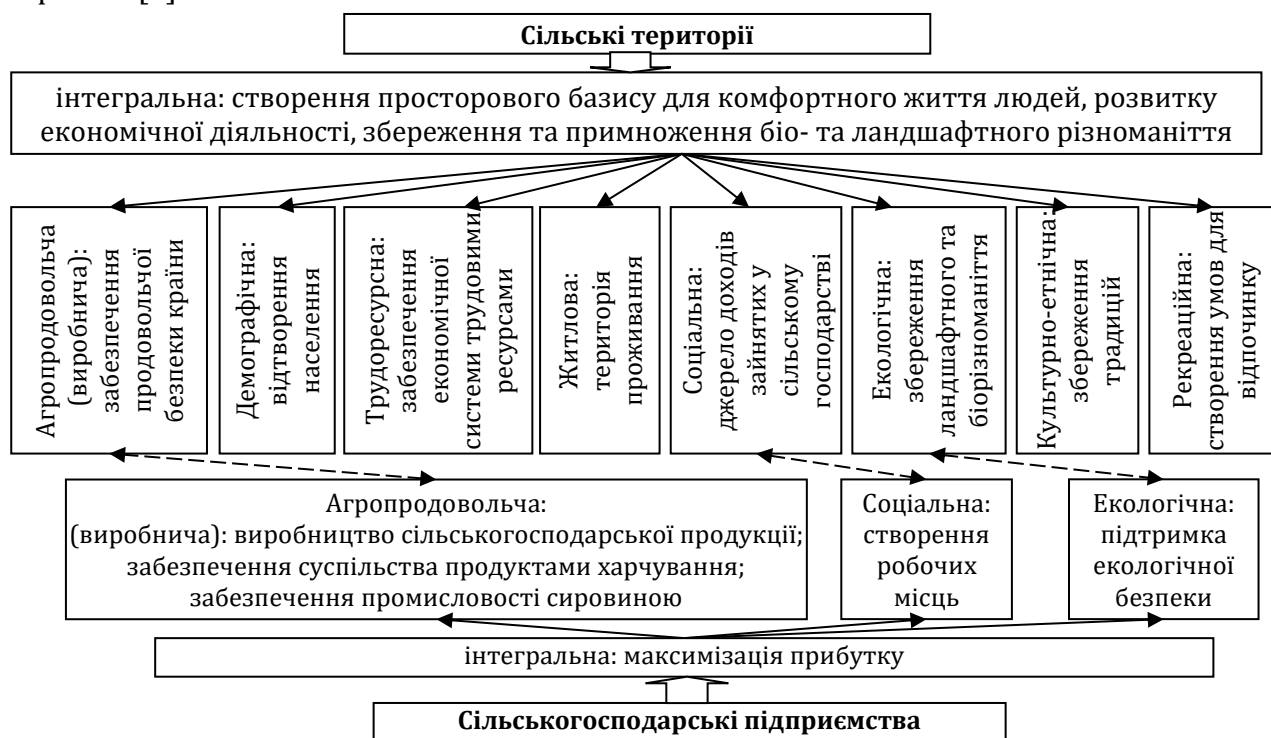 Сільські території
інтегральна: створення просторового базису для комфортного життя людей, розвитку
економічної діяльності, збереження та примноження біо- та ландшафтного різноманіття
Агропродовольча
(виробнича):
забезпечення
продовольчої
безпеки країни
Демографічна:
відтворення
населення
Трудоресурсна:
забезпечення
економічної
системи трудовими
ресурсами
Житлова:
територія
проживання
Соціальна:
джерело доходів
зайнятих у
сільському
господарстві
Екологічна:
збереження
ландшафтного та
біорізноманіття
Культурно-етнічна:
збереження
традицій
Рекреаційна:
створення умов для
відпочинку
Агропродовольча:
(виробнича): виробництво сільськогосподарської продукції;
забезпечення суспільства продуктами харчування;
забезпечення промисловості сировиною
Соціальна:
створення
робочих
місць
Екологічна:
підтримка
екологічної
безпеки
інтегральна: максимізація прибутку
Сільськогосподарські підприємства